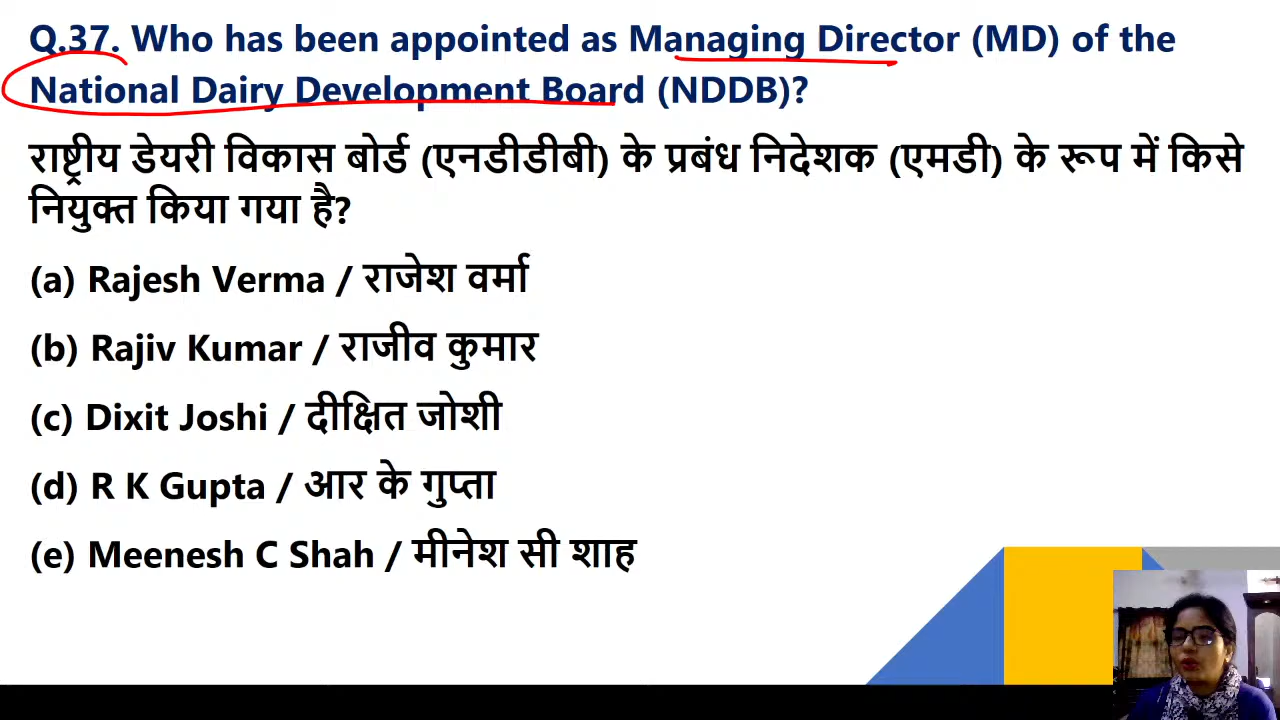 Q.37. Who has been appointed as Managing Director (MD) of the
National Dairy Development Board (NDDB)?
राष्ट्रीय डेयरी विकास बोर्ड (एनडीडीबी) के प्रबंध निदेशक (एमडी) के रूप में किसे
नियुक्त किया गया है?
(a) Rajesh Verma / राजेश वर्मा
(b) Rajiv Kumar / राजीव कुमार
(c) Dixit Joshi / दीक्षित जोशी
(d) R K Gupta / आर के गुप्ता
(e) Meenesh C Shah / मीनेश सी शाह